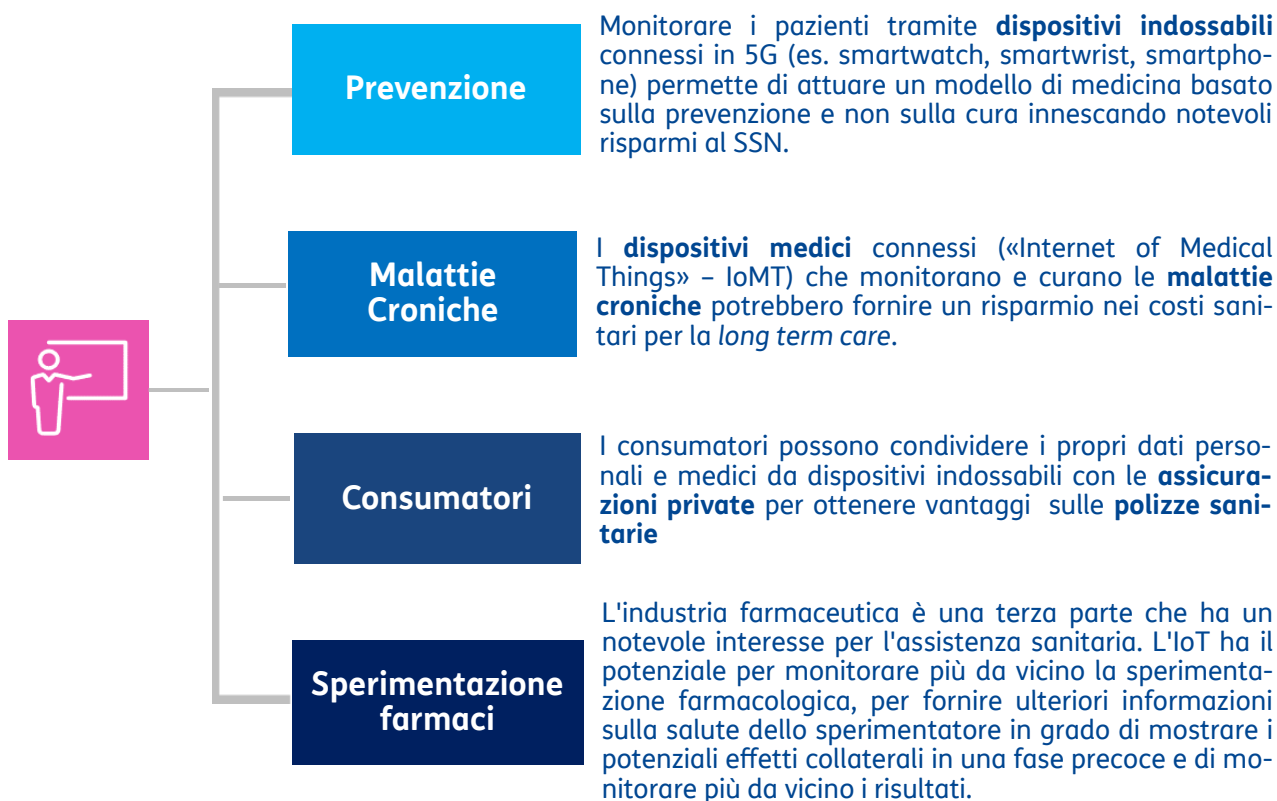 Prevenzione
Monitorare i pazienti tramite dispositivi indossabili
connessi in 5G (es. smartwatch, smartwrist, smartpho-
ne) permette di attuare un modello di medicina basato
sulla prevenzione e non sulla cura innescando notevoli
risparmi al SSN.
Malattie
Croniche
I dispositivi medici connessi («Internet of Medical
Things» – IoMT) che monitorano e curano le malattie
croniche potrebbero fornire un risparmio nei costi sani-
tari per la long term care.
Consumatori
I consumatori possono condividere i propri dati perso-
nali e medici da dispositivi indossabili con le assicura-
zioni private per ottenere vantaggi  sulle polizze sani-
tarie
Sperimentazione
farmaci
L'industria farmaceutica è una terza parte che ha un
notevole interesse per l'assistenza sanitaria. L'IoT ha il
potenziale per monitorare più da vicino la sperimenta-
zione farmacologica, per fornire ulteriori informazioni
sulla salute dello sperimentatore in grado di mostrare i
potenziali effetti collaterali in una fase precoce e di mo-
nitorare più da vicino i risultati.